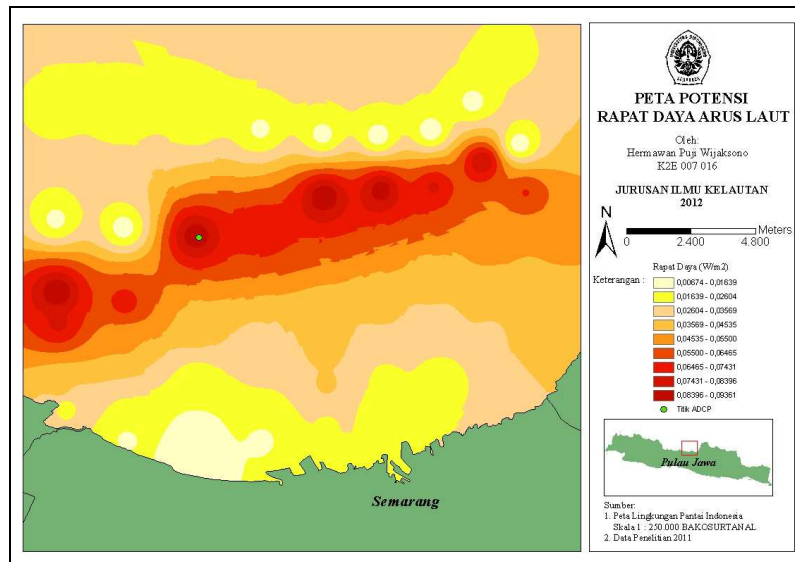 Semarang
PETA POTENSI
RAPAT DAYA ARUS LAUT
Oleh:
Hermawan Puji Wijaksono
K2E 007 016
JURUSAN ILMU KELAUTAN
2012
N
Meters
0 2.400 4.800
Rapat Daya (W/m2)
Keterangan :
0,00674 - 0,01639
0,01639 - 0,02604
0,02604 - 0,03569
0,03569 - 0,04535
0,04535 - 0,05500
0,05500 - 0,06465
0,06465 - 0,07431
0,07431 - 0,08396
0,08396 - 0,09361
Titik ADCP
Pulau Jawa
Sumber:
1. Peta Lingkungan Pantai Indonesia
Skala 1 : 250.000 BAKOSURTANAL
2. Data Penelitian 2011